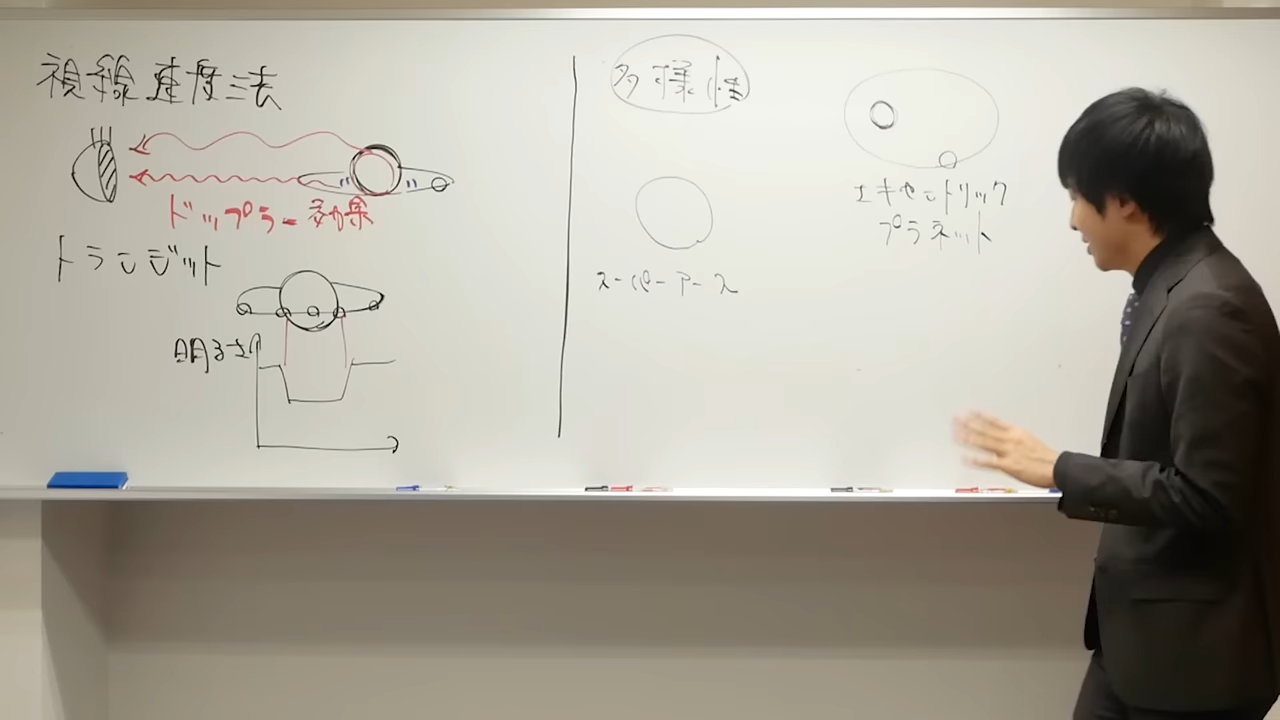 視線速度法
ドップラー効果
トランジット
明るさ
多様性
スーパーアース
エキセントリック
プラネット